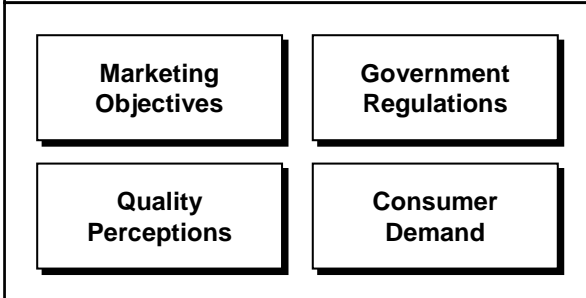 Marketing
Objectives
Government
Regulations
Quality
Perceptions
Consumer
Demand